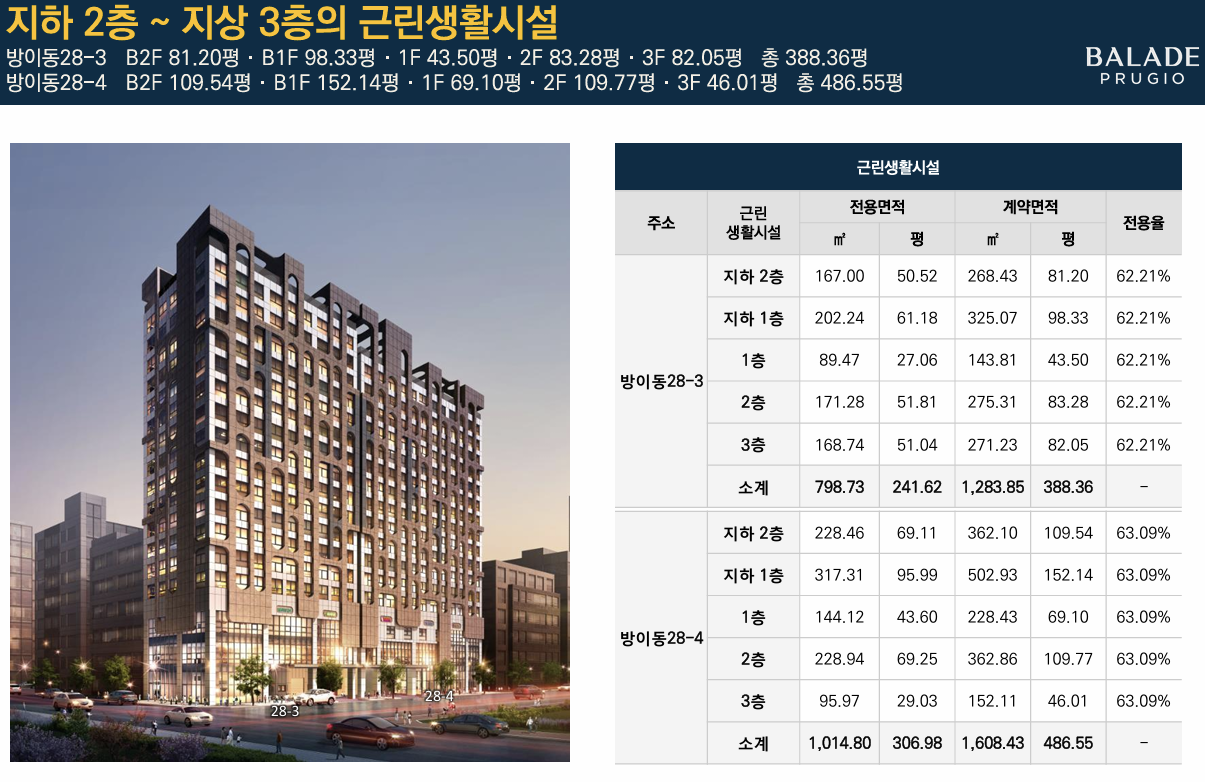 지하 2층 ~ 지상 3층의 근린생활시설
방이동28-3 B2F 81.20평 · B1F 98.33평 · 1F 43.50평 · 2F 83.28평 · 3F 82.05평 총 388.36평
방이동28-4 B2F 109.54평 · B1F 152.14평 · 1F 69.10평 · 2F 109.77평 · 3F 46.01평 총 486.55평
BALADE
PRUGIO
28-3
28-4
근린생활시설
주소 근린 생활시설 전용면적 계약면적 전용율
㎡ 평 ㎡ 평
방이동28-3
지하 2층 167.00 50.52 268.43 81.20 62.21%
지하 1층 202.24 61.18 325.07 98.33 62.21%
1층 89.47 27.06 143.81 43.50 62.21%
2층 171.28 51.81 275.31 83.28 62.21%
3층 168.74 51.04 271.23 82.05 62.21%
소계 798.73 241.62 1,283.85 388.36 -
방이동28-4
지하 2층 228.46 69.11 362.10 109.54 63.09%
지하 1층 317.31 95.99 502.93 152.14 63.09%
1층 144.12 43.60 228.43 69.10 63.09%
2층 228.94 69.25 362.86 109.77 63.09%
3층 95.97 29.03 152.11 46.01 63.09%
소계 1,014.80 306.98 1,608.43 486.55 -